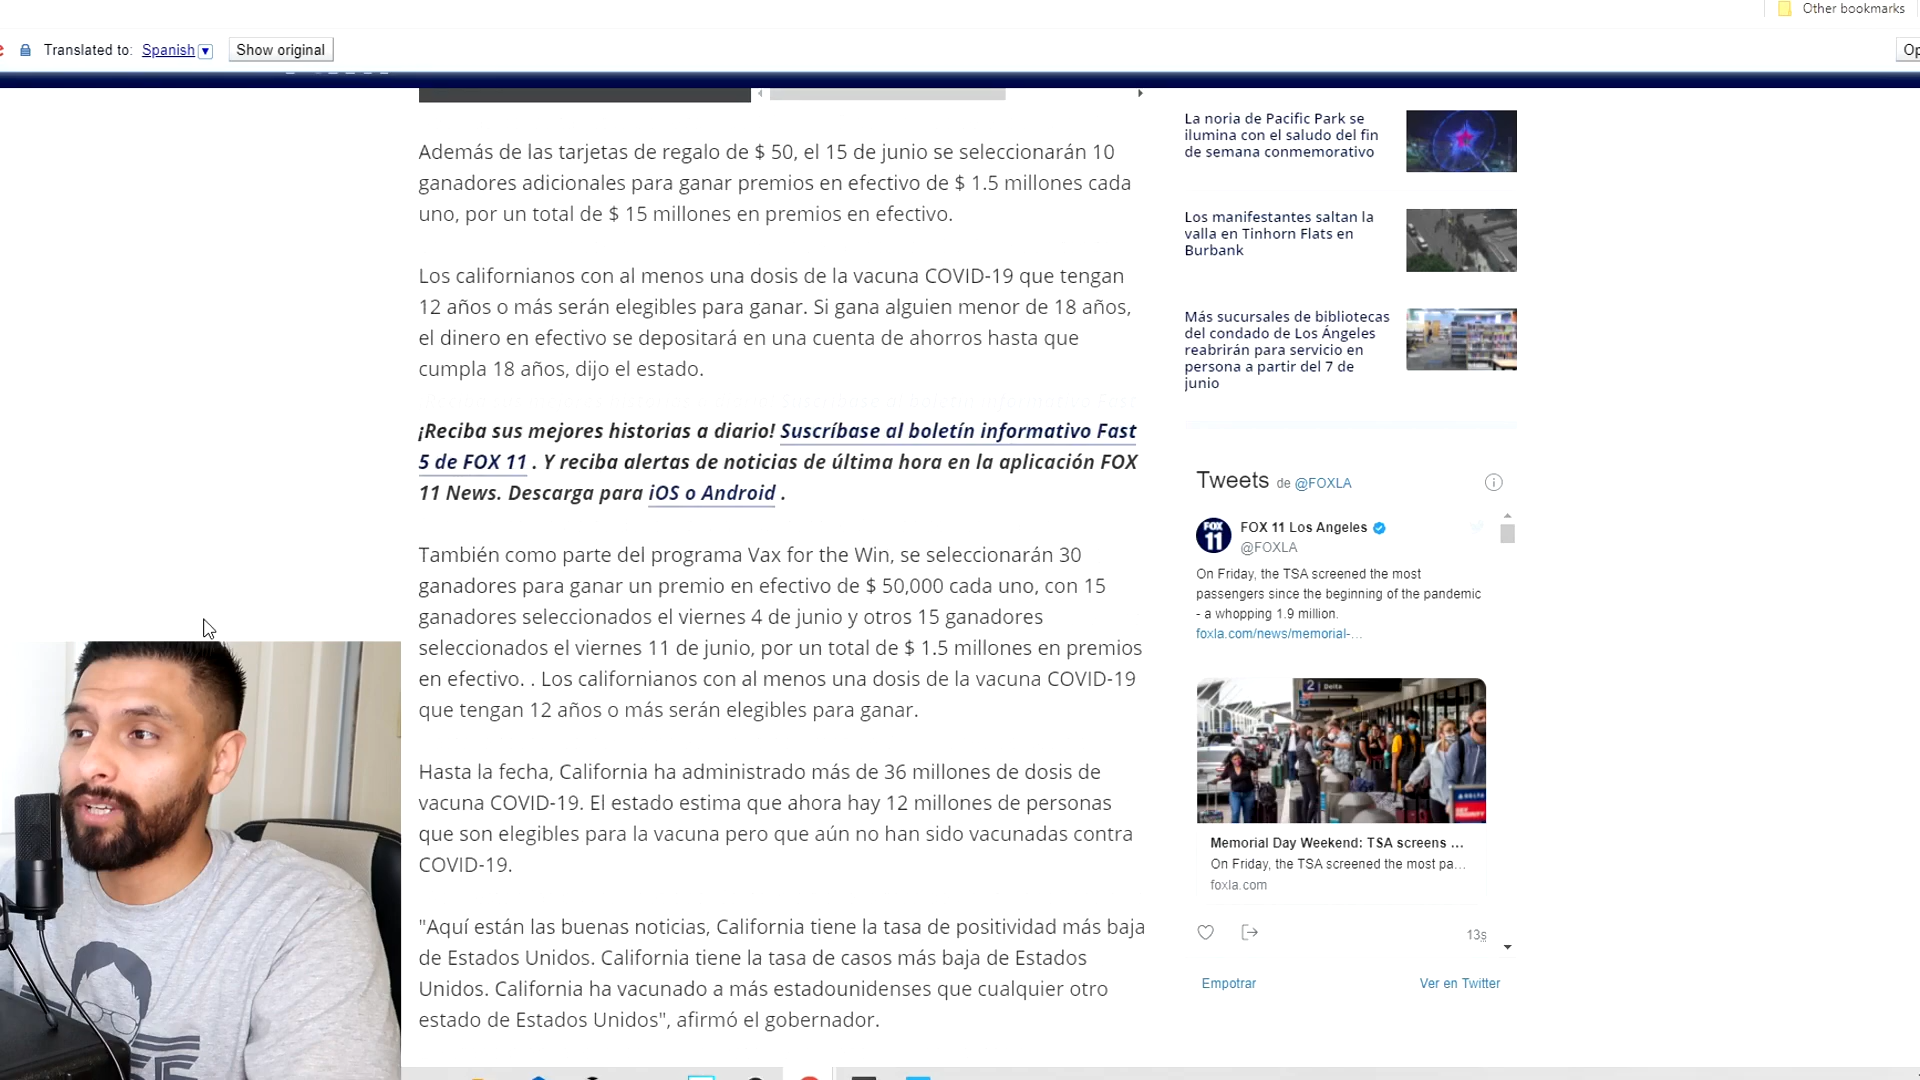 Other bookmarks
Translated to: Spanish
Show original
Además de las tarjetas de regalo de $ 50, el 15 de junio se seleccionarán 10
ganadores adicionales para ganar premios en efectivo de $ 1.5 millones cada
uno, por un total de $ 15 millones en premios en efectivo.
Los californianos con al menos una dosis de la vacuna COVID-19 que tengan
12 años o más serán elegibles para ganar. Si gana alguien menor de 18 años,
el dinero en efectivo se depositará en una cuenta de ahorros hasta que
cumpla 18 años, dijo el estado.
¡Reciba sus mejores historias a diario! Suscríbase al boletín informativo Fast
5 de FOX 11 . Y reciba alertas de noticias de última hora en la aplicación FOX
11 News. Descarga para iOS o Android .
También como parte del programa Vax for the Win, se seleccionarán 30
ganadores para ganar un premio en efectivo de $ 50,000 cada uno, con 15
ganadores seleccionados el viernes 4 de junio y otros 15 ganadores
seleccionados el viernes 11 de junio, por un total de $ 1.5 millones en premios
en efectivo. . Los californianos con al menos una dosis de la vacuna COVID-19
que tengan 12 años o más serán elegibles para ganar.
Hasta la fecha, California ha administrado más de 36 millones de dosis de
vacuna COVID-19. El estado estima que ahora hay 12 millones de personas
que son elegibles para la vacuna pero que aún no han sido vacunadas contra
COVID-19.
"Aquí están las buenas noticias, California tiene la tasa de positividad más baja
de Estados Unidos. California tiene la tasa de casos más baja de Estados
Unidos. California ha vacunado a más estadounidenses que cualquier otro
estado de Estados Unidos", afirmó el gobernador.
La noria de Pacific Park se
ilumina con el saludo del fin
de semana conmemorativo
Los manifestantes saltan la
valla en Tinhorn Flats en
Burbank
Más sucursales de bibliotecas
del condado de Los Ángeles
reabrirán para servicio en
persona a partir del 7 de
junio
Tweets de @FOXLA
FOX 11
FOX 11 Los Angeles
@FOXLA
On Friday, the TSA screened the most
passengers since the beginning of the pandemic
- a whopping 1.9 million.
foxla.com/news/memorial-...
2 Delta
Memorial Day Weekend: TSA screens ...
On Friday, the TSA screened the most pa...
foxla.com
13s
Empotrar
Ver en Twitter